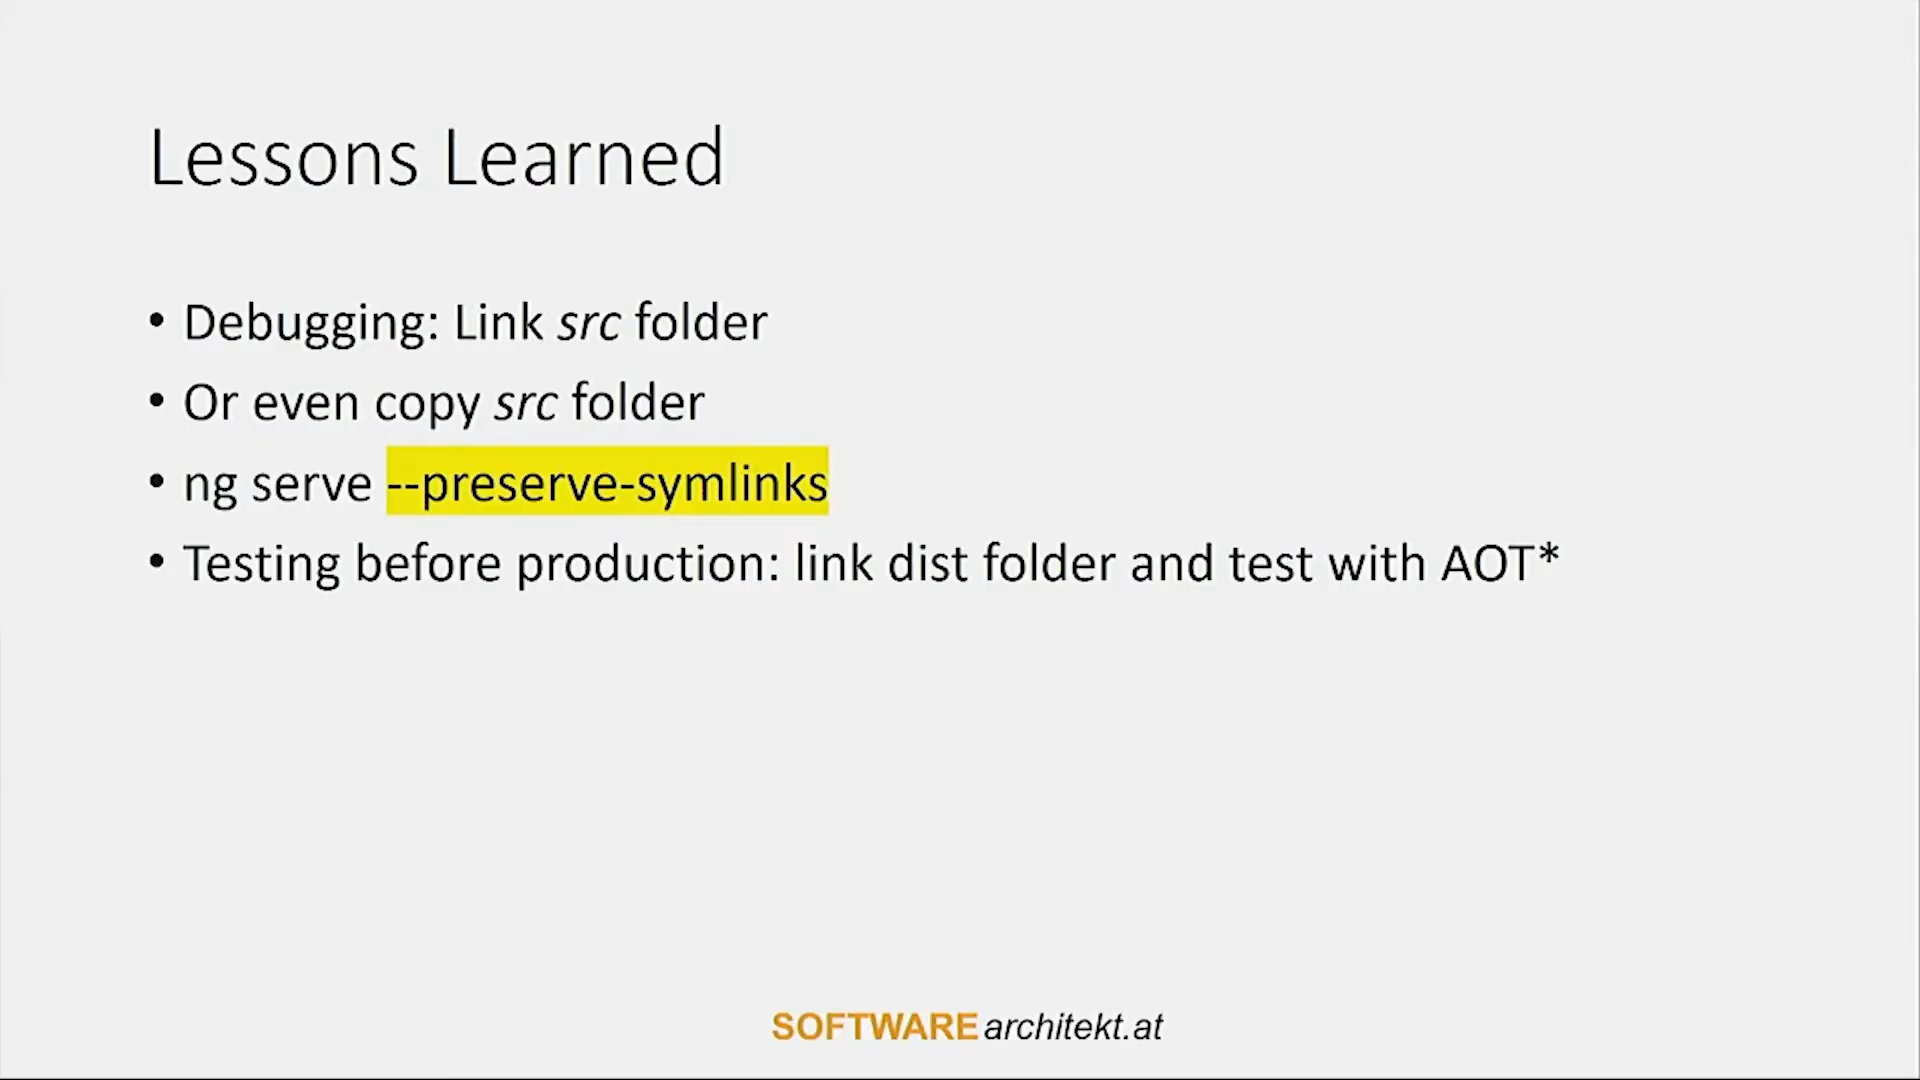 Lessons Learned
• Debugging: Link src folder
• Or even copy src folder
• ng serve --preserve-symlinks
• Testing before production: link dist folder and test with AOT*
SOFTWAREarchitekt.at